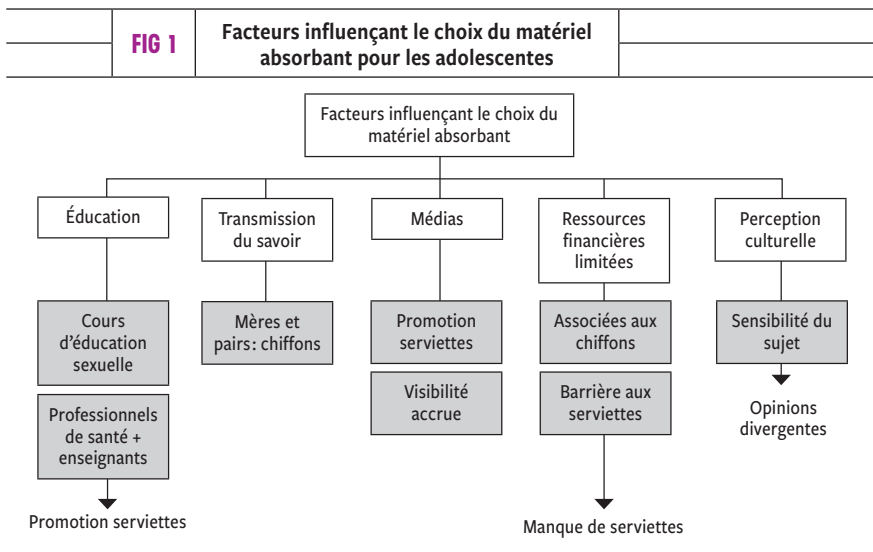 FIG 1
Facteurs influençant le choix du matériel
absorbant pour les adolescentes
Facteurs influençant le choix du
matériel absorbant
Éducation
Transmission
du savoir
Médias
Ressources
financières
limitées
Perception
culturelle
Cours
d'éducation
sexuelle
Mères et
pairs: chiffons
Promotion
serviettes
Associées aux
chiffons
Sensibilité du
sujet
Professionnels
de santé +
enseignants
Visibilité
accrue
Barrière aux
serviettes
Opinions
divergentes
Promotion serviettes
Manque de serviettes